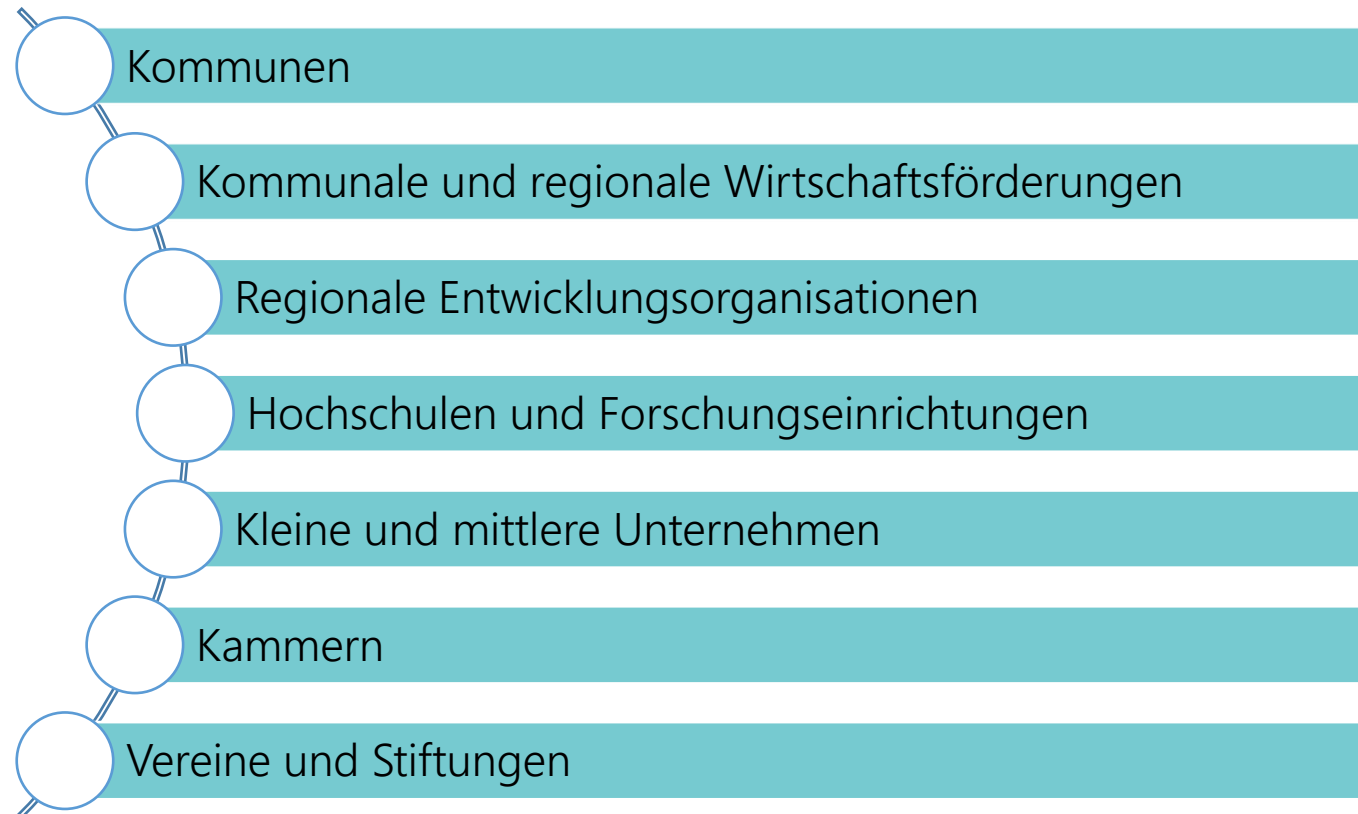 Kommunen
Kommunale und regionale Wirtschaftsförderungen
Regionale Entwicklungsorganisationen
Hochschulen und Forschungseinrichtungen
Kleine und mittlere Unternehmen
Kammern
Vereine und Stiftungen